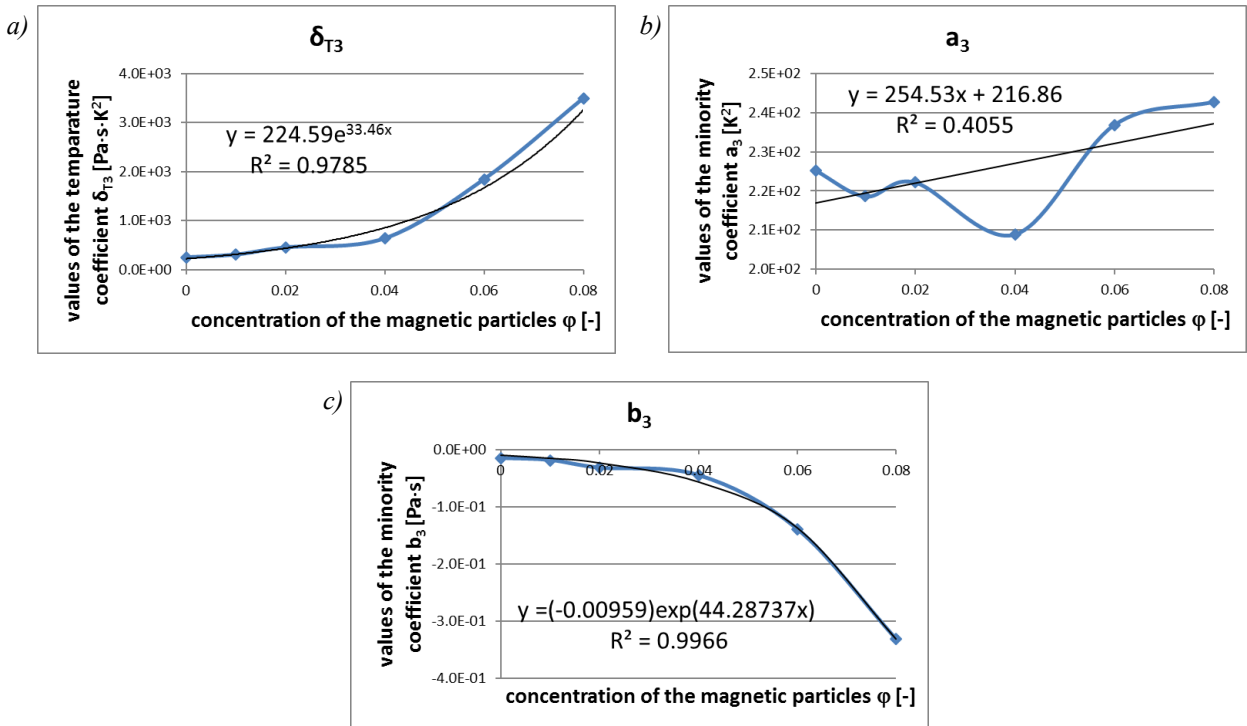 a)
δT3
values of the temparature
coefficient δT3 [Pa·s·K²]
4.0E+03
3.0E+03
2.0E+03
1.0E+03
0.0E+00
y = 224.59e^33.46x
R² = 0.9785
0 0.02 0.04 0.06 0.08
concentration of the magnetic particles φ [-]
b)
a3
values of the minority
coefficient a3 [K²]
2.5E+02
2.4E+02
2.3E+02
2.2E+02
2.1E+02
2.0E+02
y = 254.53x + 216.86
R² = 0.4055
0 0.02 0.04 0.06 0.08
concentration of the magnetic particles φ [-]
c)
b3
values of the minority
coefficient b3 [Pa·s]
0.0E+00
-1.0E-01
-2.0E-01
-3.0E-01
-4.0E-01
0 0.02 0.04 0.06 0.08
y =(-0.00959)exp(44.28737x)
R² = 0.9966
concentration of the magnetic particles φ [-]